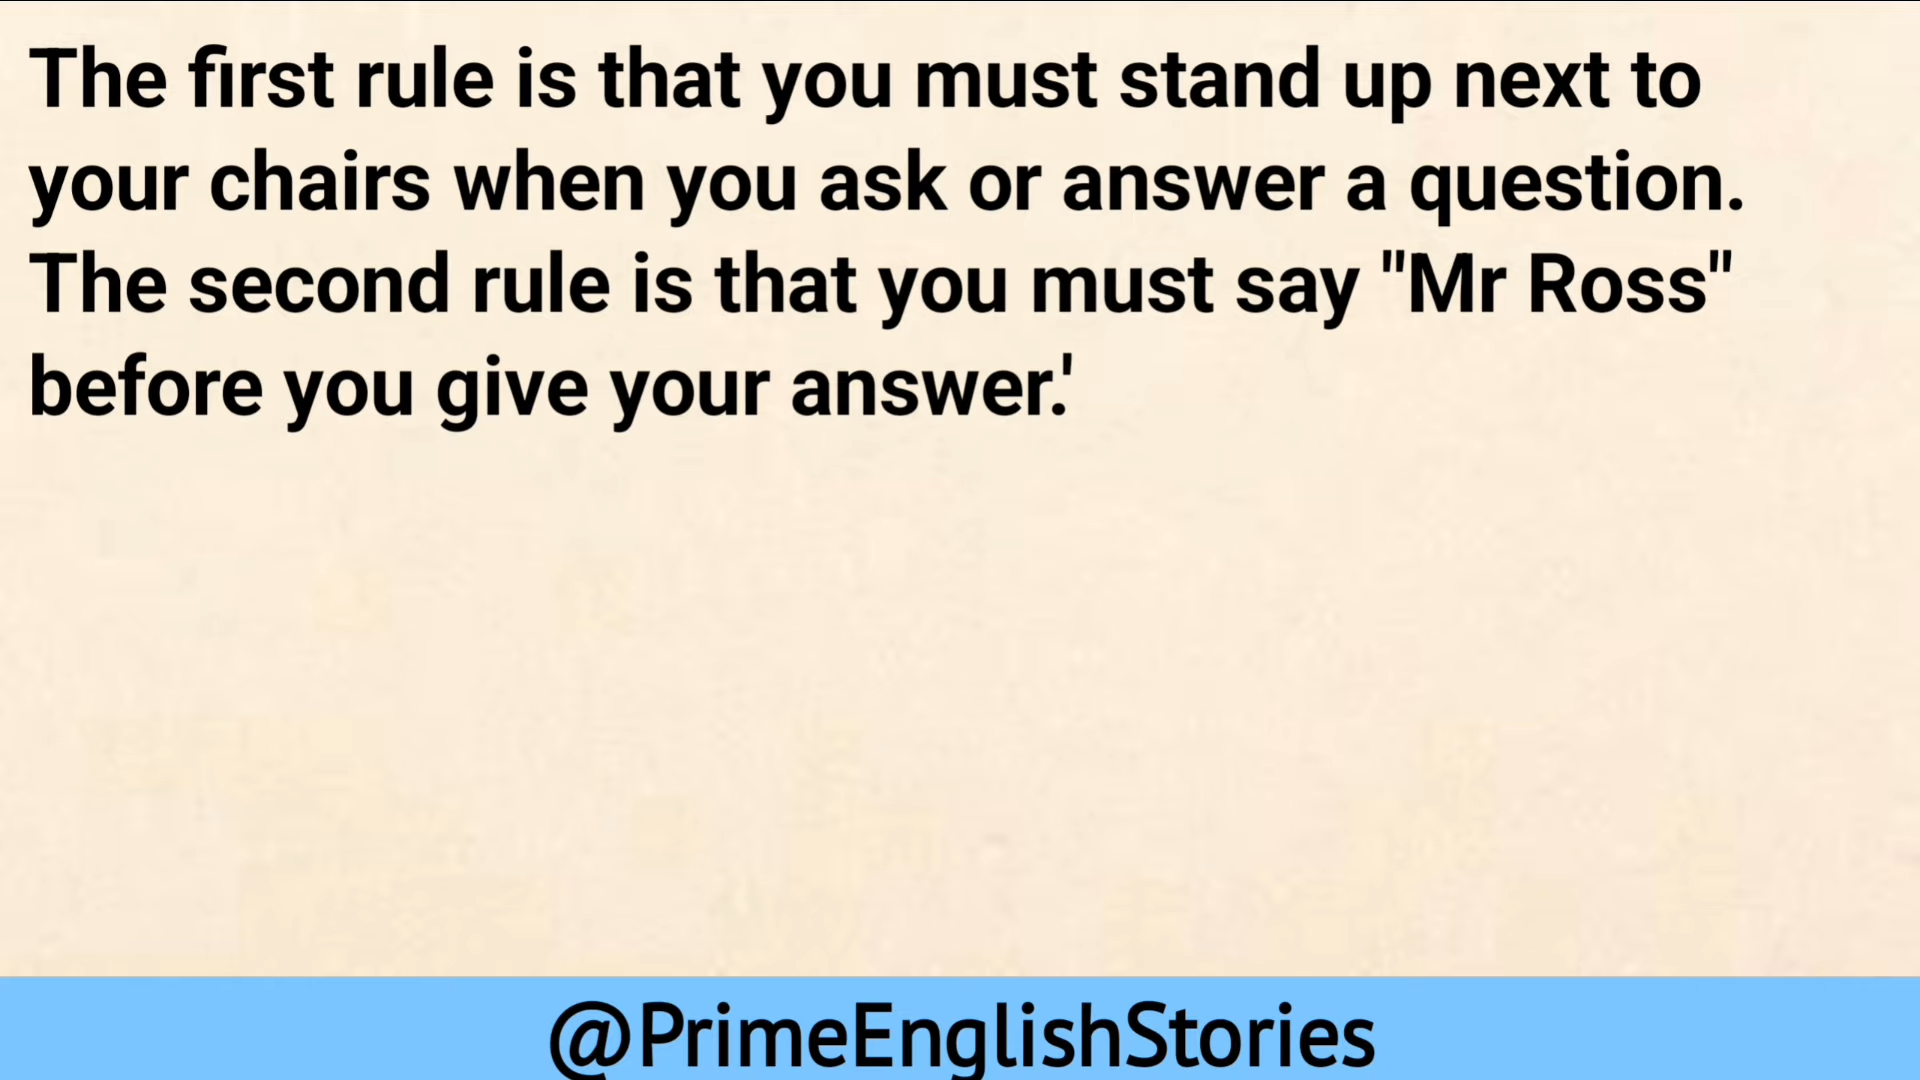 The first rule is that you must stand up next to
your chairs when you ask or answer a question.
The second rule is that you must say "Mr Ross"
before you give your answer.'
@PrimeEnglishStories